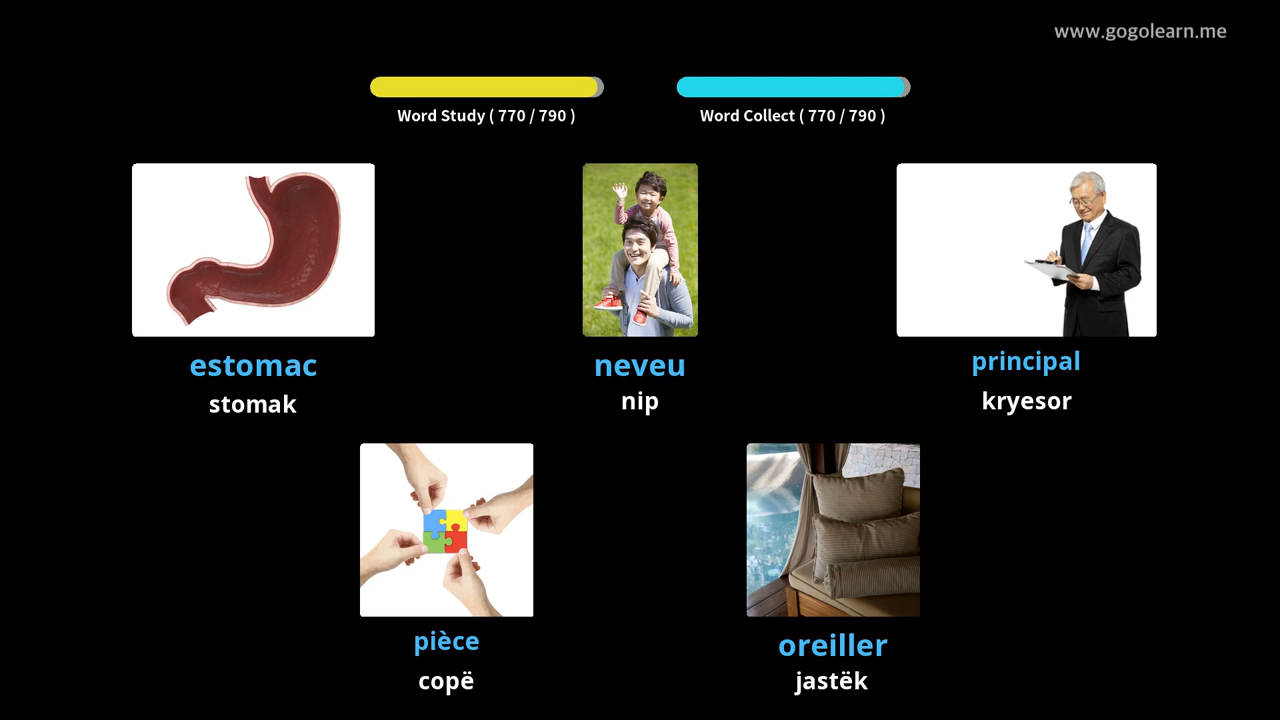 www.gogolearn.me
Word Study ( 770 / 790 )
Word Collect ( 770 / 790 )
estomac
stomak
neveu
nip
principal
kryesor
pièce
copë
oreiller
jastëk